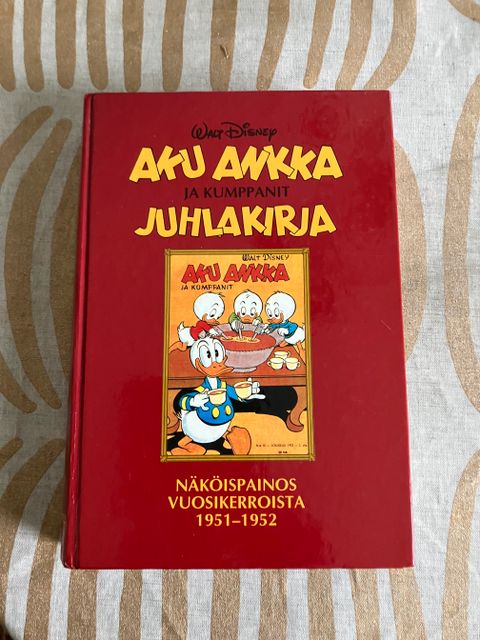 Walt Disney
AKU ANKKA
JA KUMPPANIT
JUHLAKIRJA
Walt Disney
AKU ANKKA
JA KUMPPANIT
NÄKÖISPAINOS
VUOSIKERROISTA
1951–1952